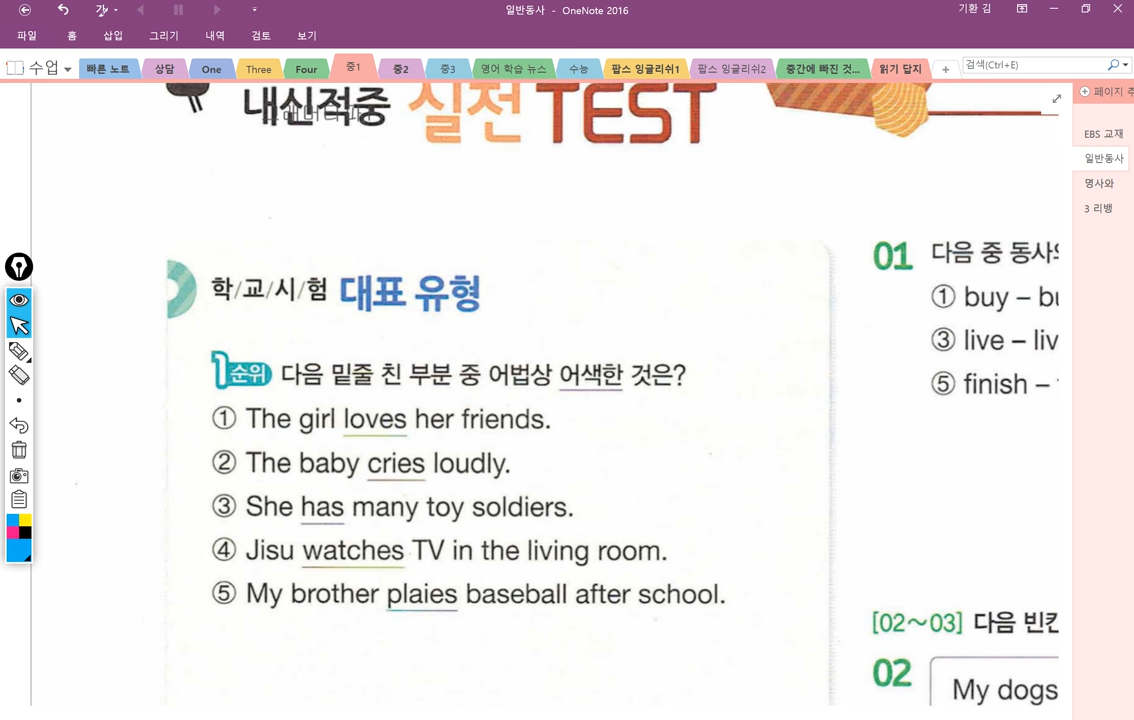 일반동사 - OneNote 2016
기환 김
파일 홈 삽입 그리기 내역 검토 보기
수업
빠른 노트 상담 One Three Four 중1 중2 중3 영어 학습 뉴스 수능 팝스 잉글리쉬1 팝스 잉글리쉬2 중간에 빠진 것... 읽기 답지
검색(Ctrl+E)
페이지 추
EBS 교재
일반동사
명사와
3 리뱅
내신적중 실전 TEST
학/교/시/험 대표 유형
1순위 다음 밑줄 친 부분 중 어법상 어색한 것은?
① The girl loves her friends.
② The baby cries loudly.
③ She has many toy soldiers.
④ Jisu watches TV in the living room.
⑤ My brother plaies baseball after school.
01 다음 중 동사의
① buy – bu
③ live – liv
⑤ finish –
[02～03] 다음 빈칸
02
My dogs